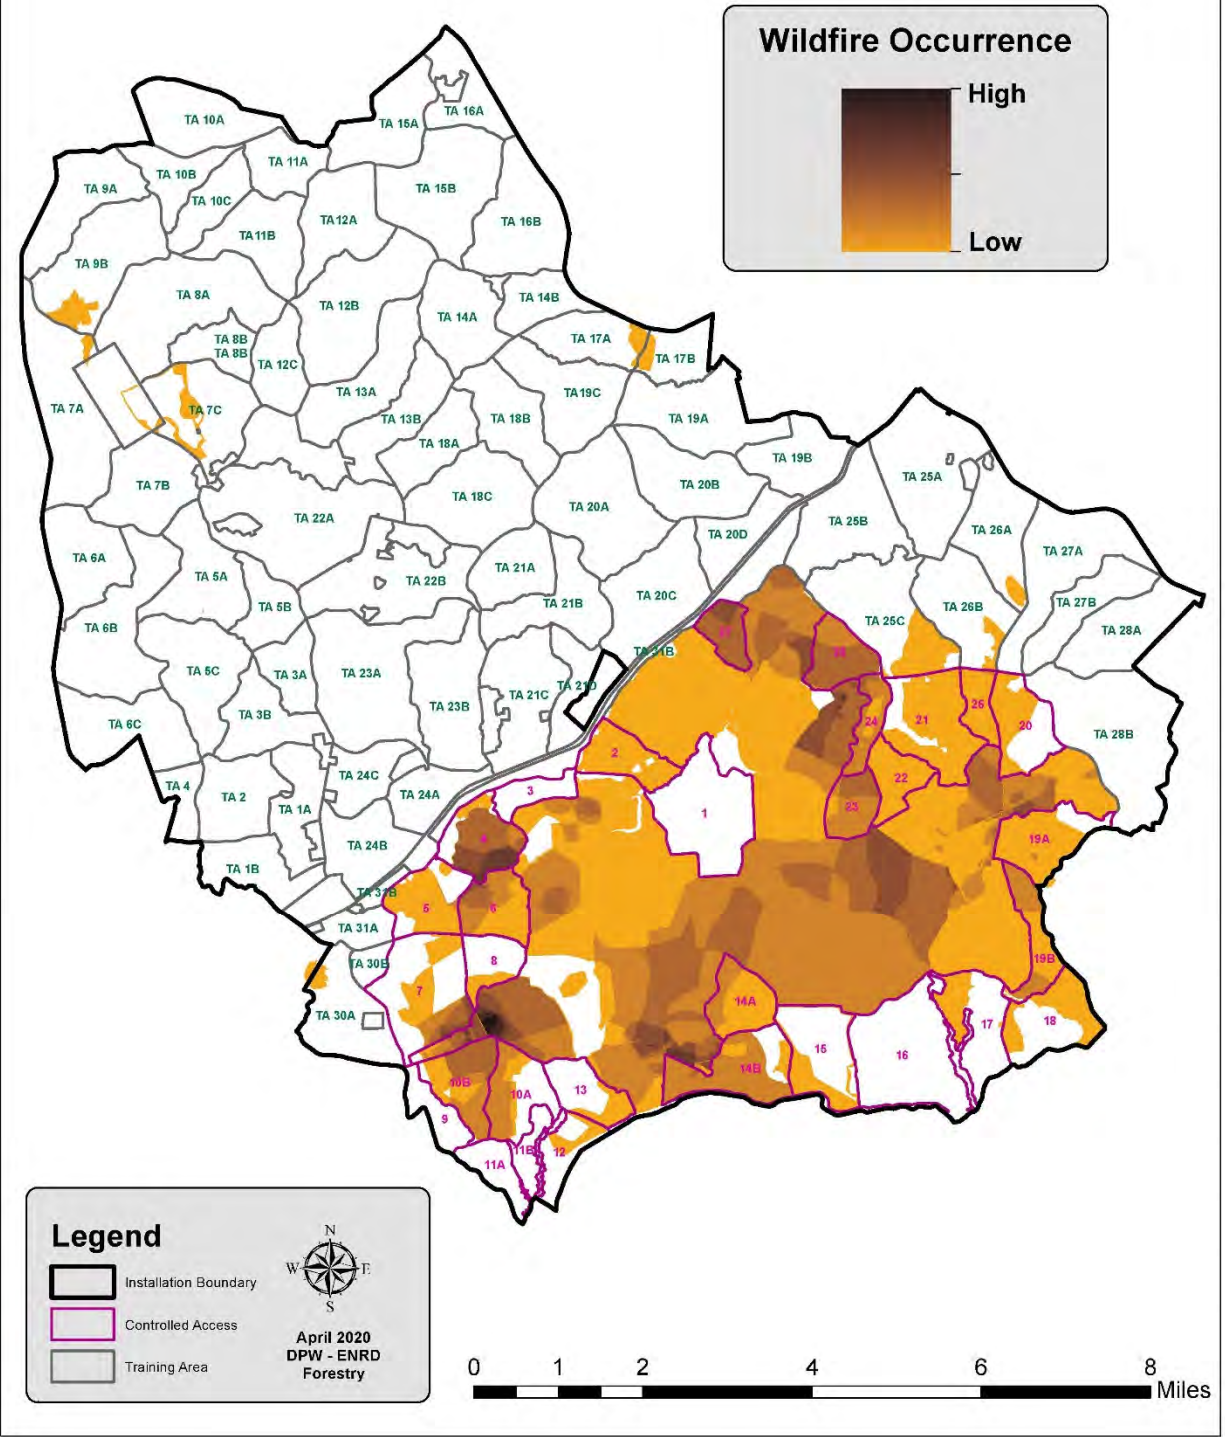 Wildfire Occurrence
High
Low
TA 16A
TA 10A
TA 15A
TA 11A
TA 10B
TA 9A
TA 15B
TA 10C
TA12A
TA 16B
TA11B
TA 9B
TA 8A
TA 14B
TA 12B
TA 14A
TA 8B
TA 17A
TA 8B
TA 17B
TA 12C
TA 13A
TA19C
TA 7A
TA 7C
TA 13B
TA 18B
TA 19A
TA 18A
TA 19B
TA 25A
TA 7B
TA 20B
TA 18C
TA 20A
TA 22A
TA 25B
TA 26A
TA 20D
TA 27A
TA 6A
TA 21A
TA 5A
TA 22B
TA 20C
TA 21B
TA 27B
TA 5B
TA 26B
TA 25C
TA 6B
TA 28A
TA 31B
TA 5C
TA 3A
TA 23A
TA 21D
TA 21C
TA 23B
26
20
TA 3B
21
24
TA 6C
TA 28B
2
TA 24C
22
TA 4
3
TA 24A
TA 2
23
TA 1A
1
4
19A
TA 24B
TA 1B
TA 31B
5
6
TA 31A
19B
8
TA 30B
7
14A
TA 30A
18
17
15
16
14B
10B
13
10A
9
11B
12
11A
Legend
Installation Boundary
Controlled Access
Training Area
N
W
E
S
April 2020
DPW - ENRD
Forestry
0 1 2 4 6 8
Miles